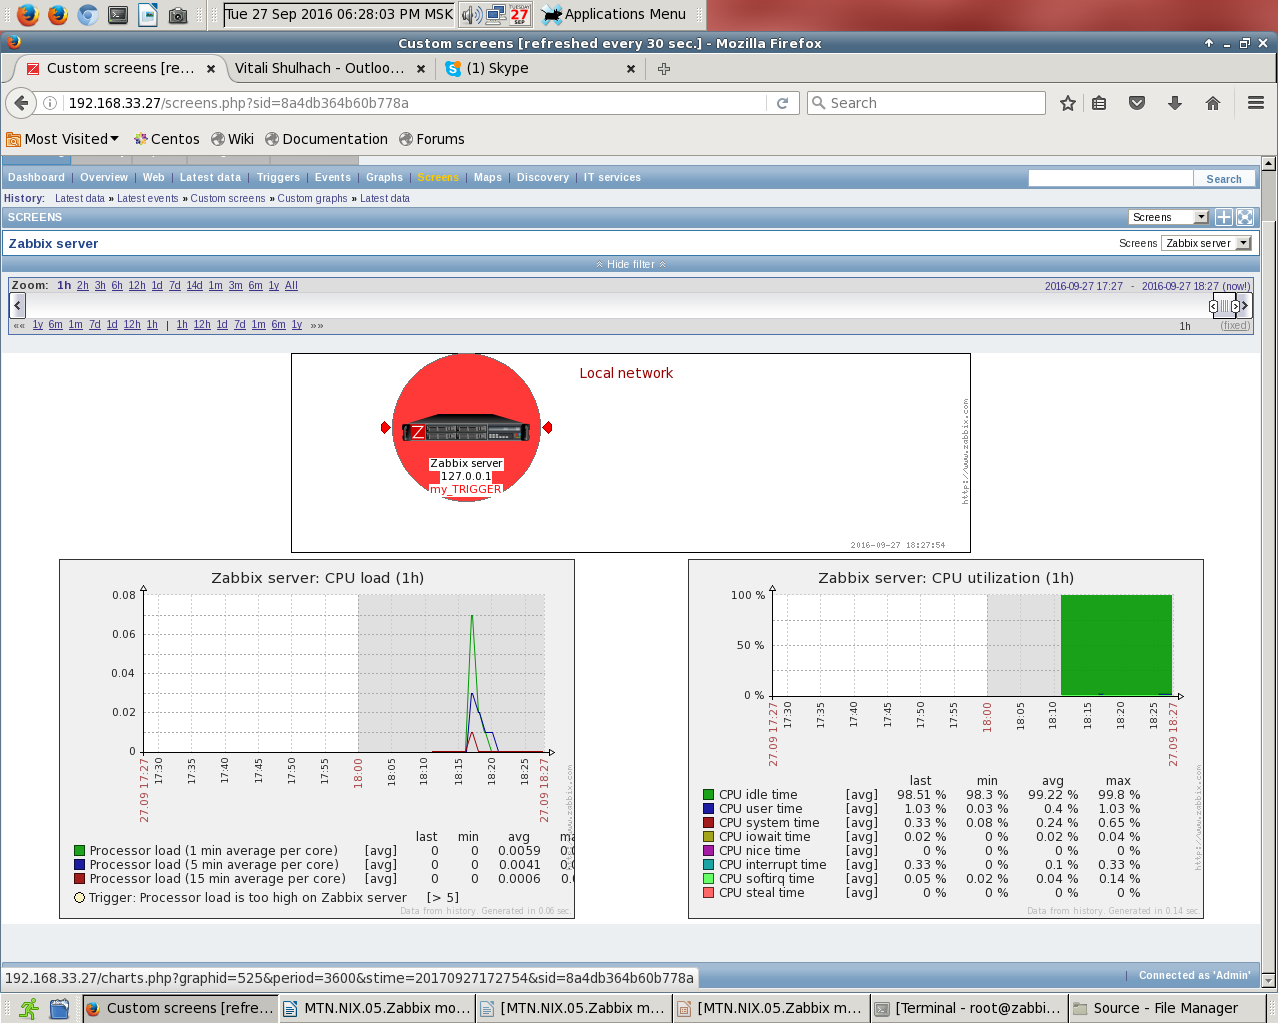 Tue 27 Sep 2016 06:28:03 PM MSK
TUESDAY
27
SEP
Applications Menu
Custom screens [refreshed every 30 sec.] - Mozilla Firefox
Custom screens [re...
Vitali Shulhach - Outloo...
(1) Skype
192.168.33.27/screens.php?sid=8a4db364b60b778a
Search
Most Visited
Centos
Wiki
Documentation
Forums
Dashboard | Overview | Web | Latest data | Triggers | Events | Graphs | Screens | Maps | Discovery | IT services
Search
History: Latest data » Latest events » Custom screens » Custom graphs » Latest data
SCREENS
Screens
Zabbix server
Screens Zabbix server
Hide filter
Zoom: 1h 2h 3h 6h 12h 1d 7d 14d 1m 3m 6m 1y All
2016-09-27 17:27 - 2016-09-27 18:27 (now!)
«« 1y 6m 1m 7d 1d 12h 1h | 1h 12h 1d 7d 1m 6m 1y »»
1h (fixed)
Local network
Z
Zabbix server
127.0.0.1
my_TRIGGER
http://www.zabbix.com
2016-09-27 18:27:54
Zabbix server: CPU load (1h)
0.08
0.06
0.04
0.02
0
27.09 17:27
17:30
17:35
17:40
17:45
17:50
17:55
18:00
18:05
18:10
18:15
18:20
18:25
27.09 18:27
http://www.zabbix.com
last min avg
Processor load (1 min average per core) [avg] 0 0 0.0059
Processor load (5 min average per core) [avg] 0 0 0.0041
Processor load (15 min average per core) [avg] 0 0 0.0006
Trigger: Processor load is too high on Zabbix server [> 5]
Data from history. Generated in 0.06 sec.
Zabbix server: CPU utilization (1h)
100 %
50 %
0 %
27.09 17:27
17:30
17:35
17:40
17:45
17:50
17:55
18:00
18:05
18:10
18:15
18:20
18:25
27.09 18:27
http://www.zabbix.com
last min avg max
CPU idle time [avg] 98.51 % 98.3 % 99.22 % 99.8 %
CPU user time [avg] 1.03 % 0.03 % 0.4 % 1.03 %
CPU system time [avg] 0.33 % 0.08 % 0.24 % 0.65 %
CPU iowait time [avg] 0.02 % 0 % 0.02 % 0.04 %
CPU nice time [avg] 0 % 0 % 0 % 0 %
CPU interrupt time [avg] 0.33 % 0 % 0.1 % 0.33 %
CPU softirq time [avg] 0.05 % 0.02 % 0.04 % 0.14 %
CPU steal time [avg] 0 % 0 % 0 % 0 %
Data from history. Generated in 0.14 sec.
192.168.33.27/charts.php?graphid=525&period=3600&stime=20170927172754&sid=8a4db364b60b778a
| Connected as 'Admin'
Custom screens [refre...
MTN.NIX.05.Zabbix mo...
[MTN.NIX.05.Zabbix m...
[MTN.NIX.05.Zabbix m...
[Terminal - root@zabbi...
Source - File Manager